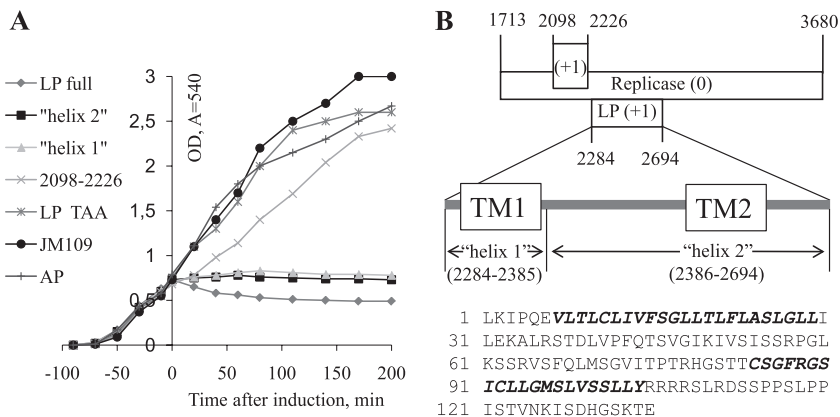 A
LP full
"helix 2"
"helix 1"
2098-2226
LP TAA
JM109
AP
OD, A=540
3
2,5
2
1,5
1
0,5
0
-100 -50 0 50 100 150 200
Time after induction, min
B
1713 2098 2226 3680
(+1)
Replicase (0)
LP (+1)
2284 2694
TM1 TM2
“helix 1” “helix 2”
(2284-2385) (2386-2694)
1 LKIPQEVLTLCLIVFSGLLTLFLASLGLLI
31 LEKALRSTDLVPFQTSVGIKIVSISSRPGL
61 KSSRVSFQLMSGVITPTRHGSTTCSGFRGS
91 ICLLGMSLVSSLLYRRRRSLRDSSPPSLPP
121 ISTVNKISDHGSKTE